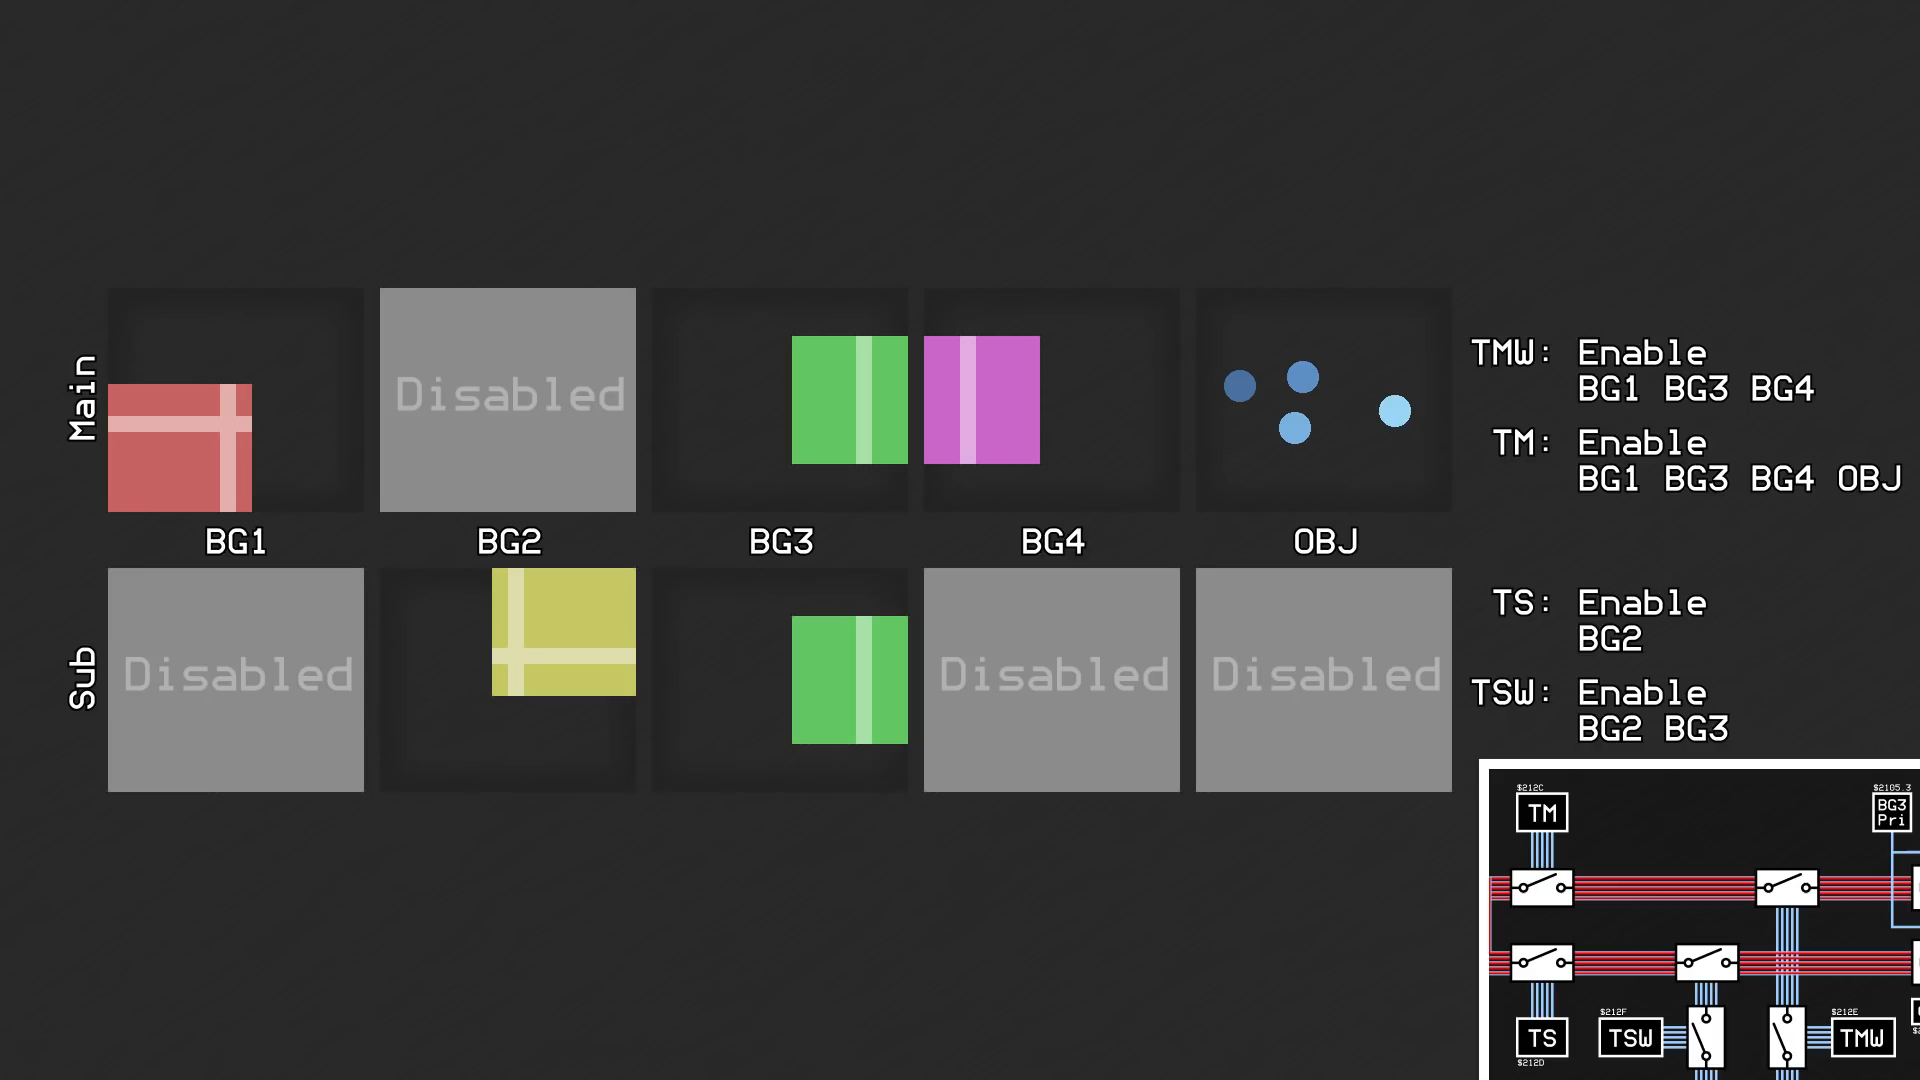 Main
Disabled
TMW: Enable
BG1 BG3 BG4
TM: Enable
BG1 BG3 BG4 OBJ
BG1 BG2 BG3 BG4 OBJ
Sub
Disabled Disabled Disabled
TS: Enable
BG2
TSW: Enable
BG2 BG3
$212C
TM
$2105.3
BG3
Pri
TS
$212D
$212F
TSW
$212E
TMW